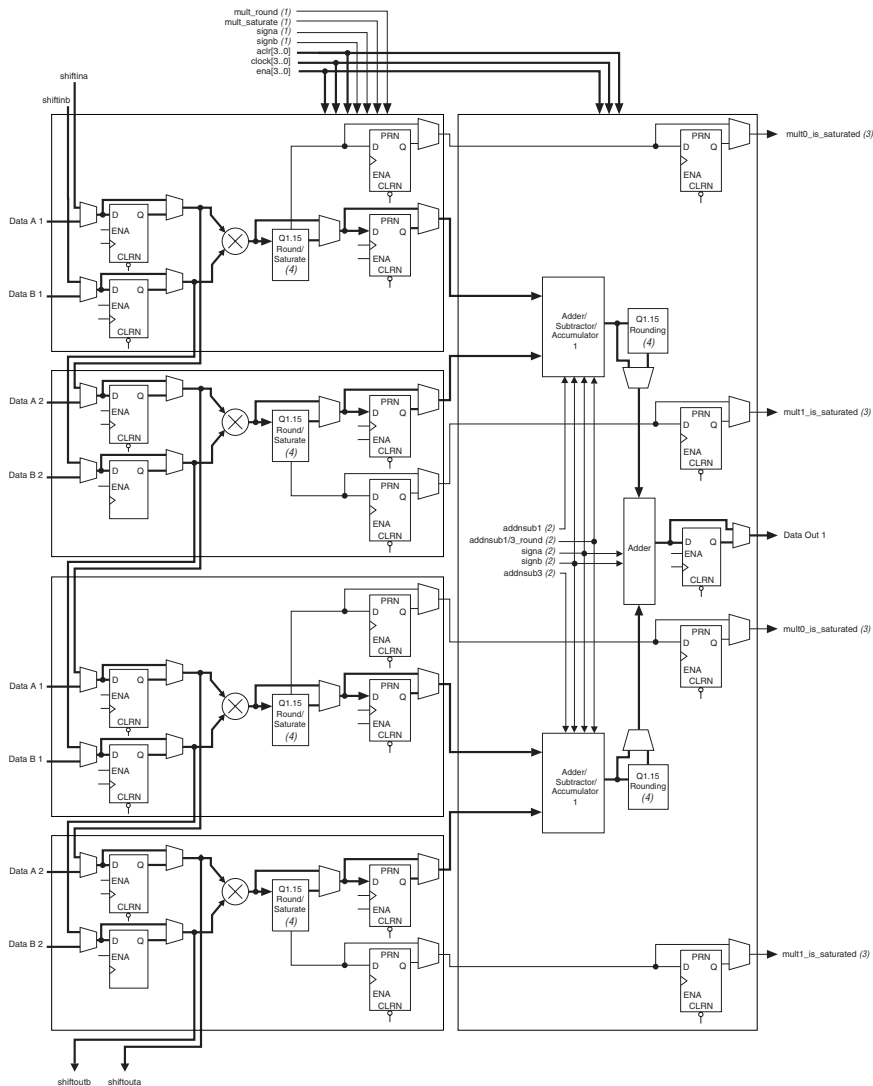 mult_round (1)
mult_saturate (1)
signa (1)
signb (1)
aclr[3..0]
clock[3..0]
ena[3..0]
shiftina
shiftinb
PRN
D Q
ENA
CLRN
PRN
D Q
ENA
CLRN
mult0_is_saturated (3)
Data A 1
D Q
ENA
CLRN
Q1.15
Round/
Saturate
(4)
PRN
D Q
ENA
CLRN
Data B 1
D Q
ENA
CLRN
Adder/
Subtractor/
Accumulator
1
Q1.15
Rounding
(4)
Data A 2
D Q
ENA
CLRN
Q1.15
Round/
Saturate
(4)
PRN
D Q
ENA
CLRN
PRN
D Q
ENA
CLRN
mult1_is_saturated (3)
Data B 2
D Q
ENA
PRN
D Q
ENA
CLRN
addnsub1 (2)
addnsub1/3_round (2)
signa (2)
signb (2)
addnsub3 (2)
Adder
D Q
ENA
CLRN
Data Out 1
PRN
D Q
ENA
CLRN
PRN
D Q
ENA
CLRN
mult0_is_saturated (3)
Data A 1
D Q
ENA
CLRN
Q1.15
Round/
Saturate
(4)
PRN
D Q
ENA
CLRN
Data B 1
D Q
ENA
CLRN
Adder/
Subtractor/
Accumulator
1
Q1.15
Rounding
(4)
Data A 2
D Q
ENA
CLRN
Q1.15
Round/
Saturate
(4)
PRN
D Q
ENA
CLRN
Data B 2
D Q
ENA
PRN
D Q
ENA
CLRN
PRN
D Q
ENA
CLRN
mult1_is_saturated (3)
shiftoutb
shiftouta